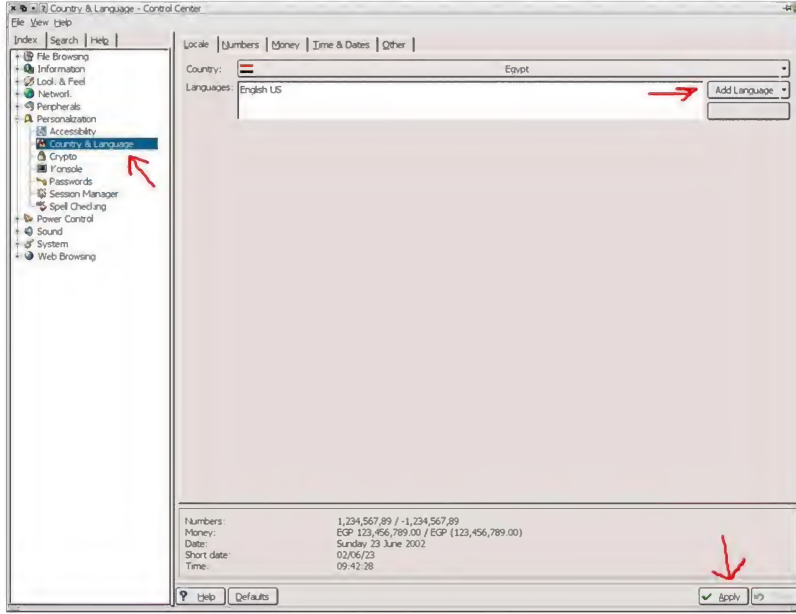 Country & Language - Control Center
File View Help
Index Search Help
File Browsing
Information
Look & Feel
Network
Peripherals
Personalization
Accessibility
Country & Language
Crypto
Konsole
Passwords
Session Manager
Spell Checking
Power Control
Sound
System
Web Browsing
Locale Numbers Money Time & Dates Other
Country: Egypt
Languages: English US
Add Language
Numbers: 1,234,567,89 / -1,234,567,89
Money: EGP 123,456,789.00 / EGP (123,456,789.00)
Date: Sunday 23 June 2002
Short date: 02/06/23
Time: 09:42:28
? Help Defaults
Apply